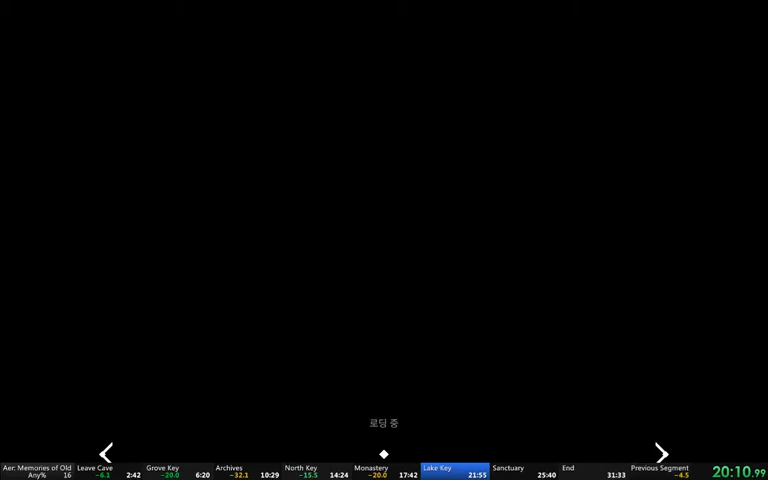 로딩 중
Aer: Memories of Old Leave Cave Grove Key Archives North Key Monastery Lake Key Sanctuary End Previous Segment
Any% 16 −6.1 2:42 −20.0 6:20 −32.1 10:29 −15.5 14:24 −20.0 17:42 21:55 25:40 31:33 −4.5 20:10.99